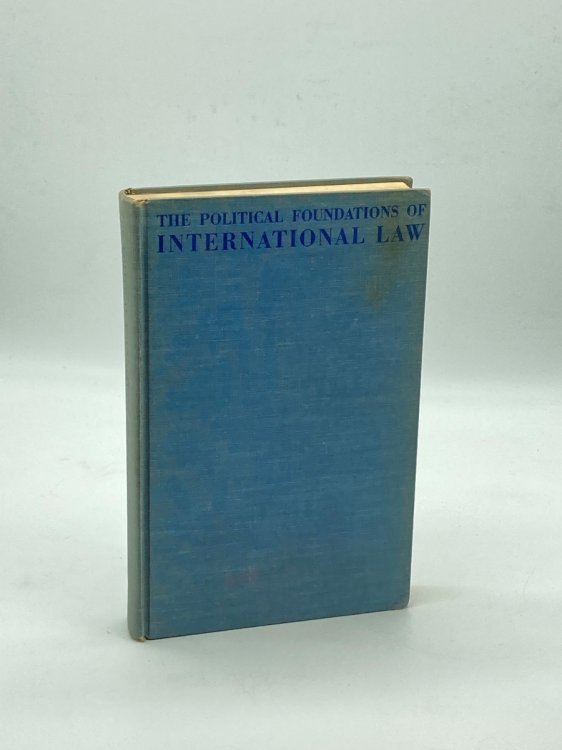 THE POLITICAL FOUNDATIONS OF
INTERNATIONAL LAW